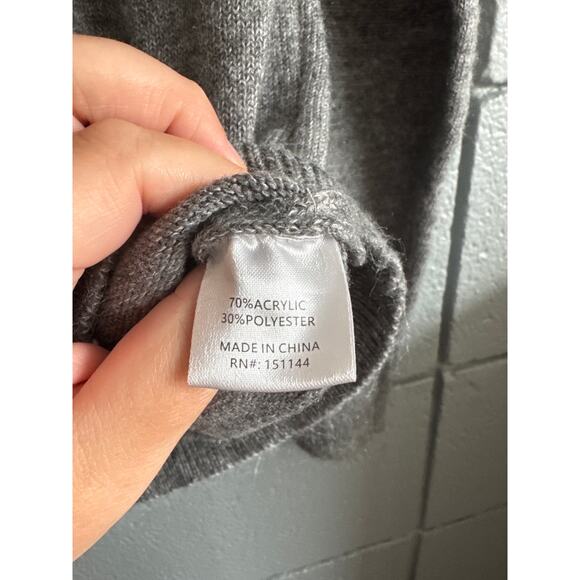 70%ACRYLIC
30%POLYESTER
MADE IN CHINA
RN#: 151144